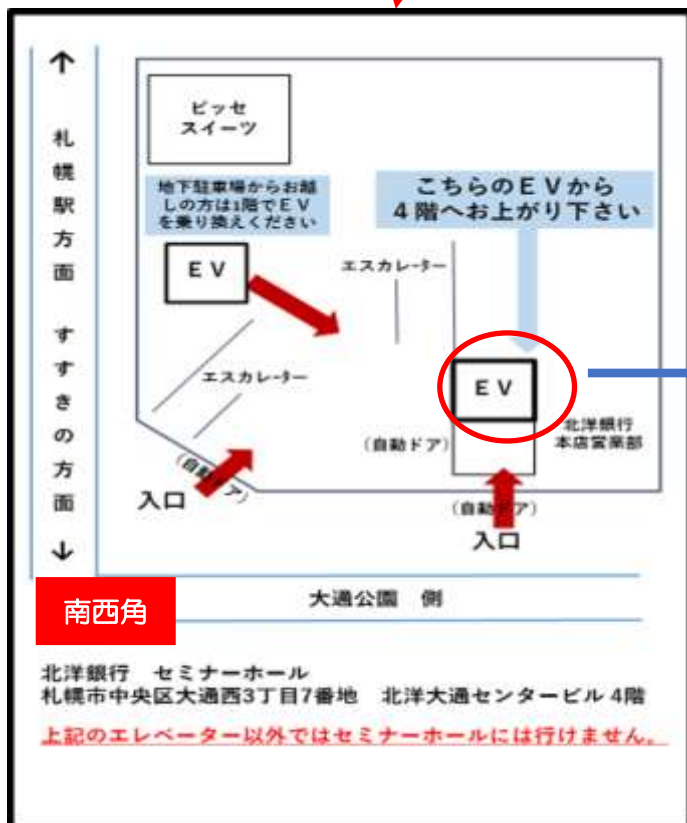 ↑ 札幌駅方面 すすきの方面 ↓
ビッセ
スイーツ
地下駐車場からお越
しの方は1階でEV
を乗り換えください
こちらのEVから
4階へお上がり下さい
EV
エスカレーター
エスカレーター
EV
北洋銀行
本店営業部
(自動ドア)
(自動ドア)
入口
(自動ドア)
入口
南西角
大通公園 側
北洋銀行 セミナーホール
札幌市中央区大通西3丁目7番地 北洋大通センタービル 4階
上記のエレベーター以外ではセミナーホールには行けません。